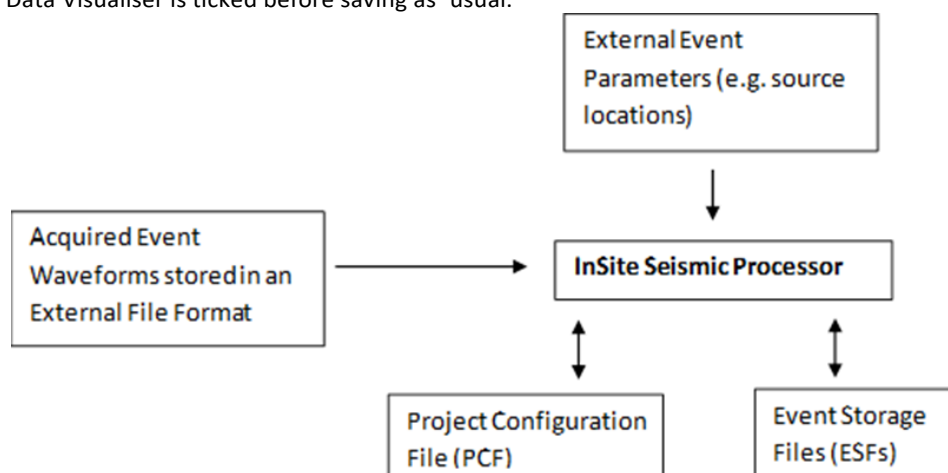 Data Visualiser is ticked before saving as usual.
External Event
Parameters (e.g. source
locations)
Acquired Event
Waveforms stored in an
External File Format
InSite Seismic Processor
Project Configuration
File (PCF)
Event Storage
Files (ESFs)